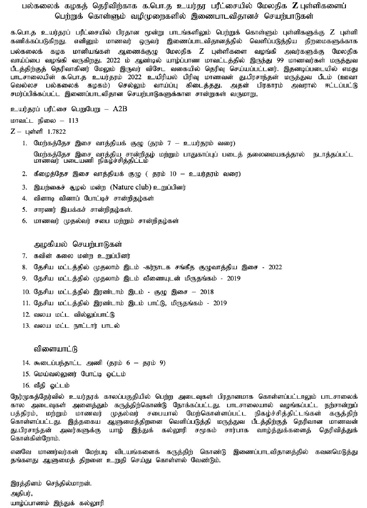 பல்கலைக் கழகத் தெரிவிற்காக க.பொ.த உயர்தர பரீட்சையில் மேலதிக Z புள்ளிகளைப்
பெற்றுக் கொள்ளும் வழிமுறைகளில் இணைபாடவிதானச் செயற்பாடுகள்
க.பொ.த உயர்தரப் பரீட்சையில் பிரதான மூன்று பாடங்களிலும் பெற்றுக் கொள்ளும் புள்ளிகளுக்கு Z புள்ளி
கணிக்கப்படுகிறது. எனினும் மாணவர் ஒருவர் இணைப்பாடவிதானத்தில் வெளிப்படுத்திய திறமைகளுக்காக
பல்கலைக் கழக மானியங்கள் ஆணைக்குழு மேலதிக Z புள்ளிகளை வழங்கி அவர்களுக்கு மேலதிக
வாய்ப்பை வழங்கி வருகிறது. 2022 ம் ஆண்டில் யாழ்ப்பாண மாவட்டத்தில் இருந்து 99 மாணவர்கள் மருத்துவ
பீடத்திற்குத் தெரிவாகினர் மேலும் இருவர் விசேட வகையில் தெரிவு செய்யப்பட்டனர். இதனடிப்படையில் எமது
பாடசாலையின் க.பொ.த உயர்தரம் 2022 உயிரியல் பிரிவு மாணவன் துபிரசாந்தன் மருத்துவ பீடம் (ஊவா
வெல்லச பல்கலைக் கழகம்) செல்லும் வாய்ப்பு கிடைத்தது. அதன் பிரகாரம் அவரால் ஈட்டப்பட்டு
சமர்ப்பிக்கப்பட்ட இணைப்பாடவிதான செயற்பாடுகளுக்கான சான்றுகள் வருமாறு.
உயர்தரப் பரீட்சை பெறுபேறு – A2B
மாவட்ட நிலை – 113
Z – புள்ளி 1.7822
1. மேற்கத்தேச இசை வாத்தியக் குழு (தரம் 7 – உயர்தரம் வரை)
மேற்கத்தேச இசை வாத்திய சான்றிதழ் மற்றும் பாதுகாப்புப் படைத் தலைமையகத்தால் நடாத்தப்பட்ட
மாணவர் படையணி நிகழ்ச்சித்திட்டம்
2. கீழைத்தேச இசை வாத்தியக் குழு ( தரம் 10 – உயர்தரம் வரை)
3. இயற்கைச் சூழல் மன்ற (Nature club) உறுப்பினர்
4. வினாடி வினாப் போட்டிச் சான்றிதழ்கள்
5. சாரணர் இயக்கச் சான்றிதழ்கள்.
6. மாணவர் முதல்வர் சபை மற்றும் சான்றிதழ்கள்
அழகியல் செயற்பாடுகள்
7. கவின் கலை மன்ற உறுப்பினர்
8. தேசிய மட்டத்தில் முதலாம் இடம் -கர்நாடக சங்கீத குழுவாத்திய இசை - 2022
9. தேசிய மட்டத்தில் முதலாம் இடம் வீணையுடன் மிருதங்கம் - 2019
10. தேசிய மட்டத்தில் இரண்டாம் இடம் - குழு இசை – 2018
11. தேசிய மட்டத்தில் இரண்டாம் இடம் பாட்டு, மிருதங்கம் - 2019
12. வலய மட்ட வில்லுப்பாட்டு
13. வலய மட்ட நாட்டார் பாடல்
விளையாட்டு
14. கூடைப்பந்தாட்ட அணி (தரம் 6 – தரம் 9)
15. மெய்வல்லுனர் போட்டி ஓட்டம்
16. வீதி ஓட்டம்
நேர்முகத்தேர்வில் உயர்தரக் காலப்பகுதியில் பெற்ற அடைவுகள் பிரதானமாகக் கொள்ளப்பட்டாலும் பாடசாலைக்
கால அடைவுகள் அனைத்தும் கருத்திற்கொண்டு நோக்கப்பட்டது. பாடசாலையால் வழங்கப்பட்ட நற்சான்றுப்
பத்திரம், மற்றும் மாணவர் முதல்வர் சபையால் மேற்கொள்ளப்பட்ட நிகழ்ச்சித்திட்டங்கள் கருத்திற்
கொள்ளப்பட்டது. இத்தகைய ஆளுமைத்திறனை வெளிப்படுத்தி மருத்துவ பீடத்திற்குத் தெரிவான மாணவன்
துபிரசாந்தன் அவர்களுக்கு யாழ் இந்துக் கல்லூரி சமூகம் சார்பாக வாழ்த்துக்களைத் தெரிவித்துக்
கொள்கின்றோம்.
எனவே மாணவர்கள் மேற்படி விடயங்களைக் கருத்திற் கொண்டு இணைப்பாடவிதானத்தில் கவனமெடுத்து
தங்களது ஆளுமைத் திறனை உறுதி செய்து கொள்ளல் வேண்டும்.
இரத்தினம் செந்தில்மாறன்.
அதிபர்,
யாழ்ப்பாணம் இந்துக் கல்லூரி